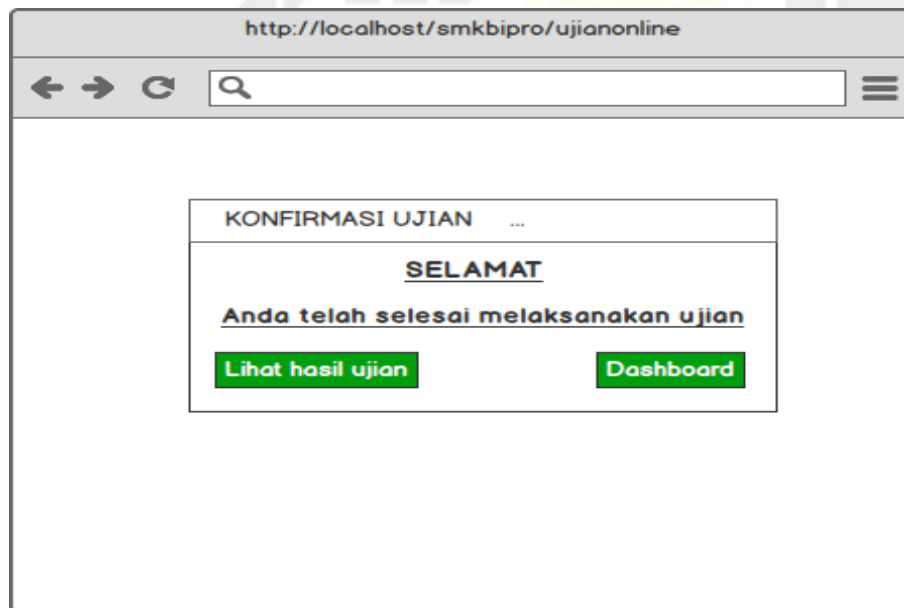 http://localhost/smkbipro/ujianonline
KONFIRMASI UJIAN ...
SELAMAT
Anda telah selesai melaksanakan ujian
Lihat hasil ujian
Dashboard